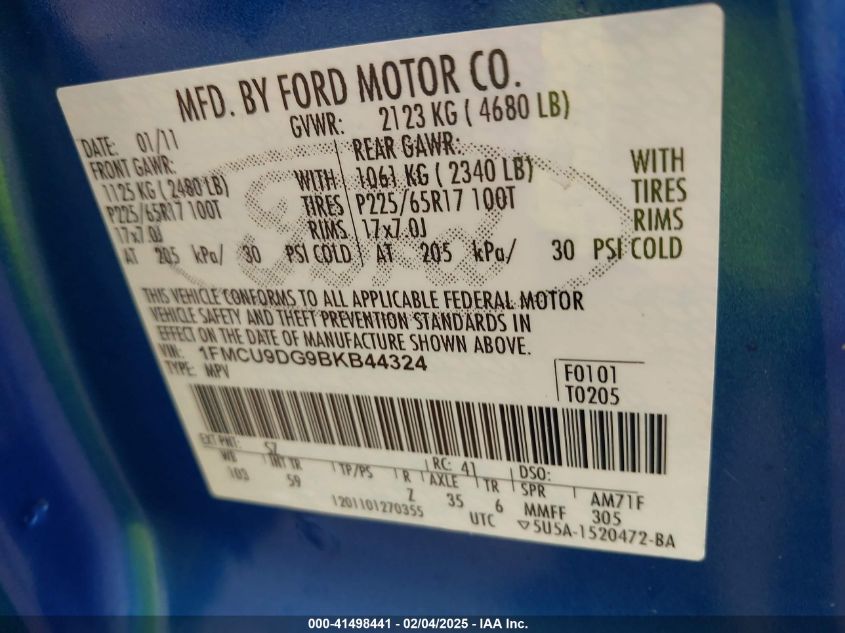 MFD. BY FORD MOTOR CO.
DATE: 01/11 GVWR: 2123 KG ( 4680 LB)
FRONT GAWR: REAR GAWR:
1125 KG ( 2480 LB) WITH 1061 KG ( 2340 LB) WITH
P225/65R17 100T TIRES P225/65R17 100T TIRES
17x7.0J RIMS 17x7.0J RIMS
AT 205 kPa/ 30 PSI COLD AT 205 kPa/ 30 PSI COLD
THIS VEHICLE CONFORMS TO ALL APPLICABLE FEDERAL MOTOR
VEHICLE SAFETY AND THEFT PREVENTION STANDARDS IN
EFFECT ON THE DATE OF MANUFACTURE SHOWN ABOVE.
VIN: 1FMCU9DG9BKB44324
TYPE: MPV
F0101
T0205
EXT PNT: SZ RC: 41 DSO:
WB INT TR TP/PS R AXLE TR SPR AM71F
103 59 Z 35 6 MMFF 305
1201101270355 UTC ▽5U5A-1520472-BA
Ford
000-41498441 - 02/04/2025 - IAA Inc.